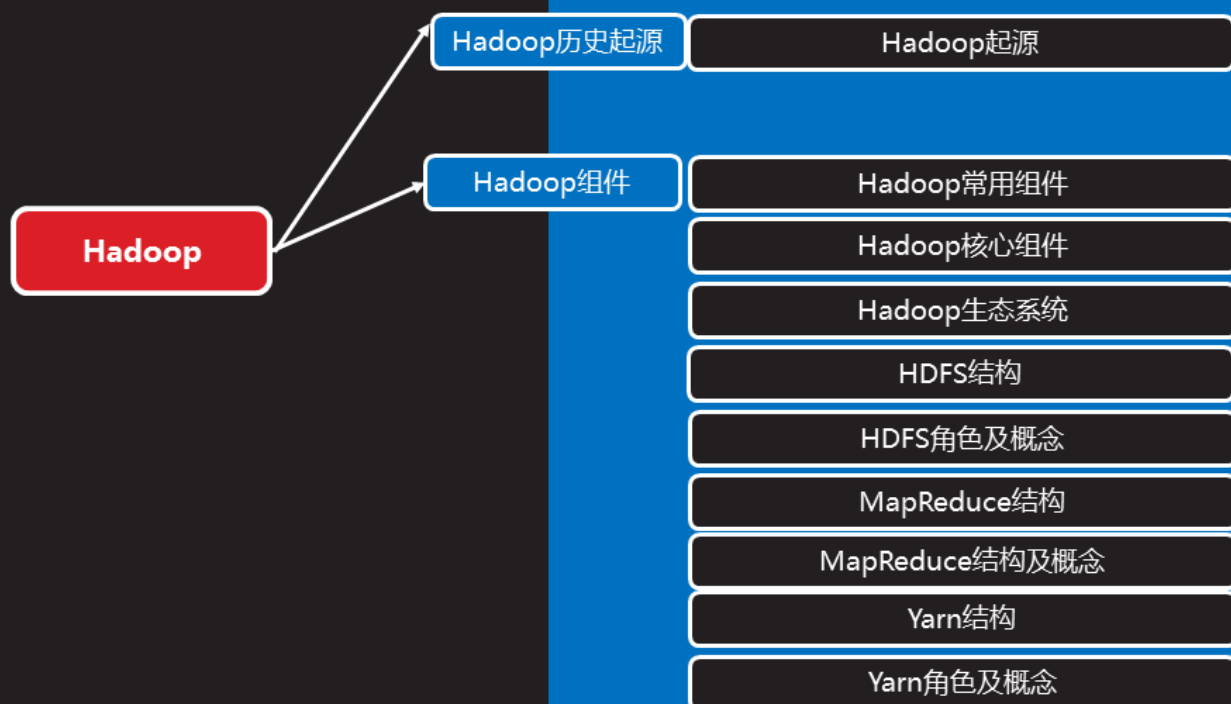 Hadoop历史起源
Hadoop起源
Hadoop组件
Hadoop常用组件
Hadoop
Hadoop核心组件
Hadoop生态系统
HDFS结构
HDFS角色及概念
MapReduce结构
MapReduce结构及概念
Yarn结构
Yarn角色及概念